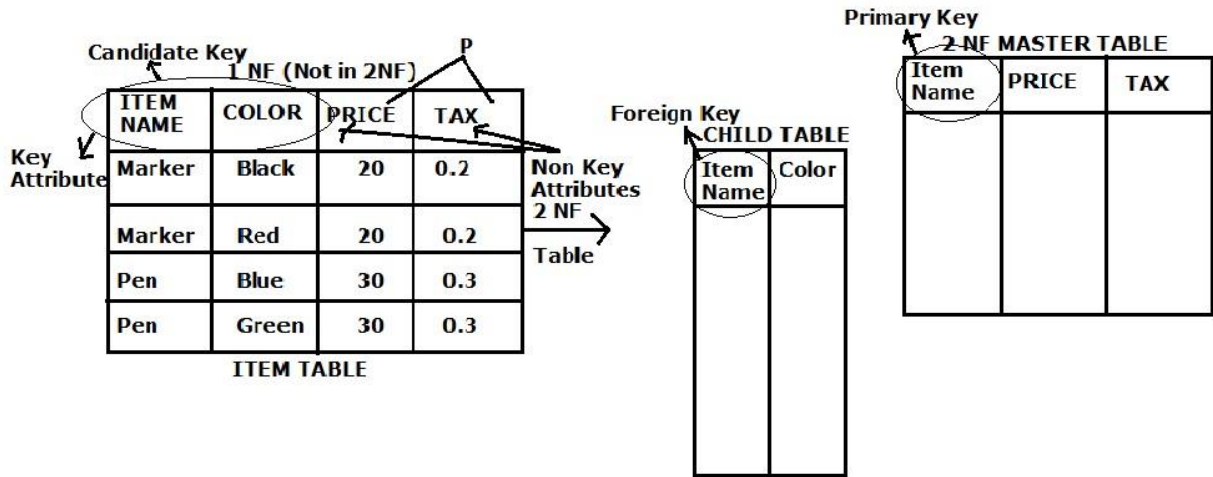 Candidate Key
1 NF (Not in 2NF)
P
ITEM NAME COLOR PRICE TAX
Key Attribute
Marker Black 20 0.2
Marker Red 20 0.2
Pen Blue 30 0.3
Pen Green 30 0.3
ITEM TABLE
Non Key
Attributes
2 NF
Table
Foreign Key
CHILD TABLE
Item Name Color
Primary Key
2 NF MASTER TABLE
Item Name PRICE TAX